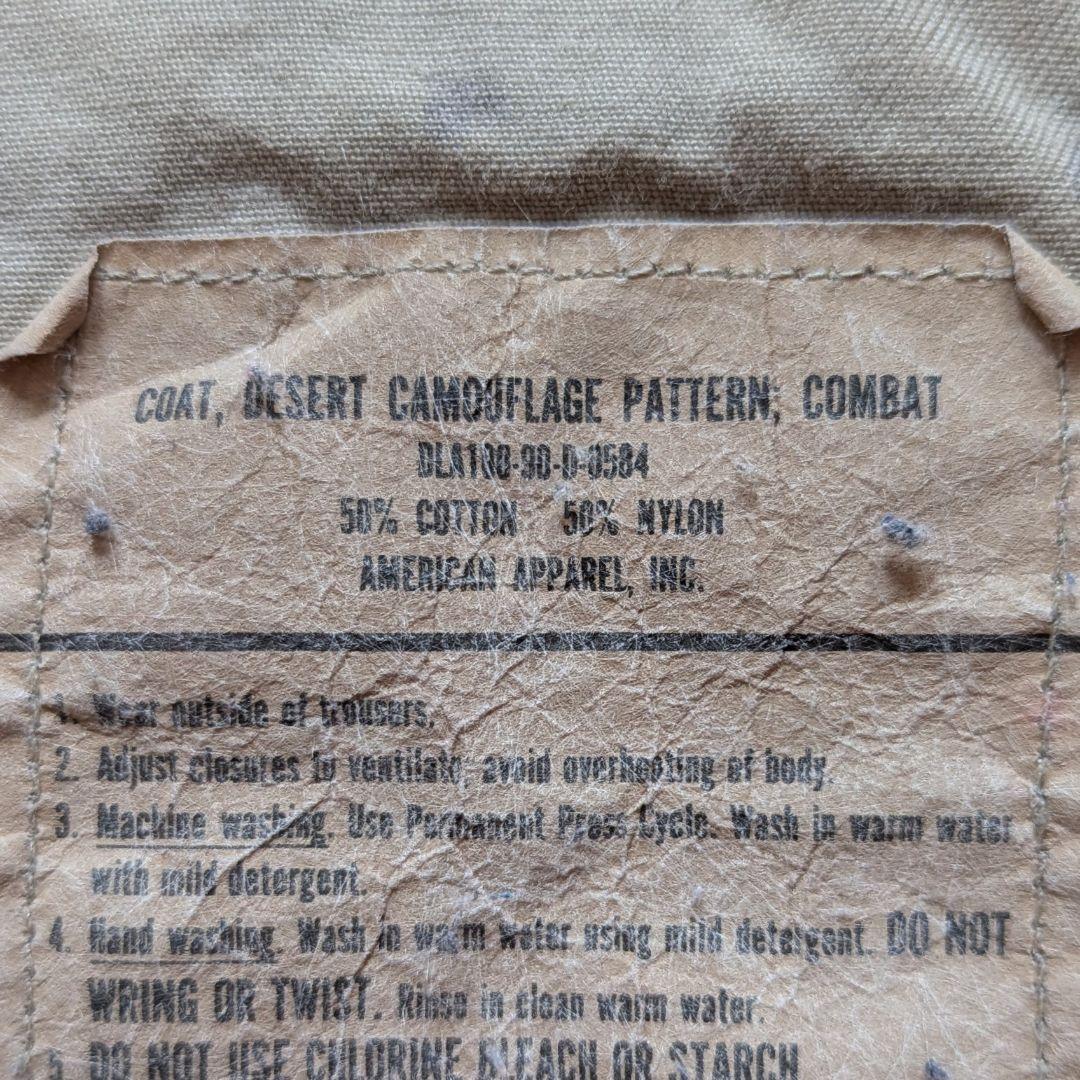 COAT, DESERT CAMOUFLAGE PATTERN; COMBAT
DLA100-90-D-0584
50% COTTON 50% NYLON
AMERICAN APPAREL, INC.
1. Wear outside of trousers.
2. Adjust closures to ventilate; avoid overheating of body.
3. Machine washing. Use Permanent Press Cycle. Wash in warm water
with mild detergent.
4. Hand washing. Wash in warm water using mild detergent. DO NOT
WRING OR TWIST. Rinse in clean warm water.
5. DO NOT USE CHLORINE BLEACH OR STARCH